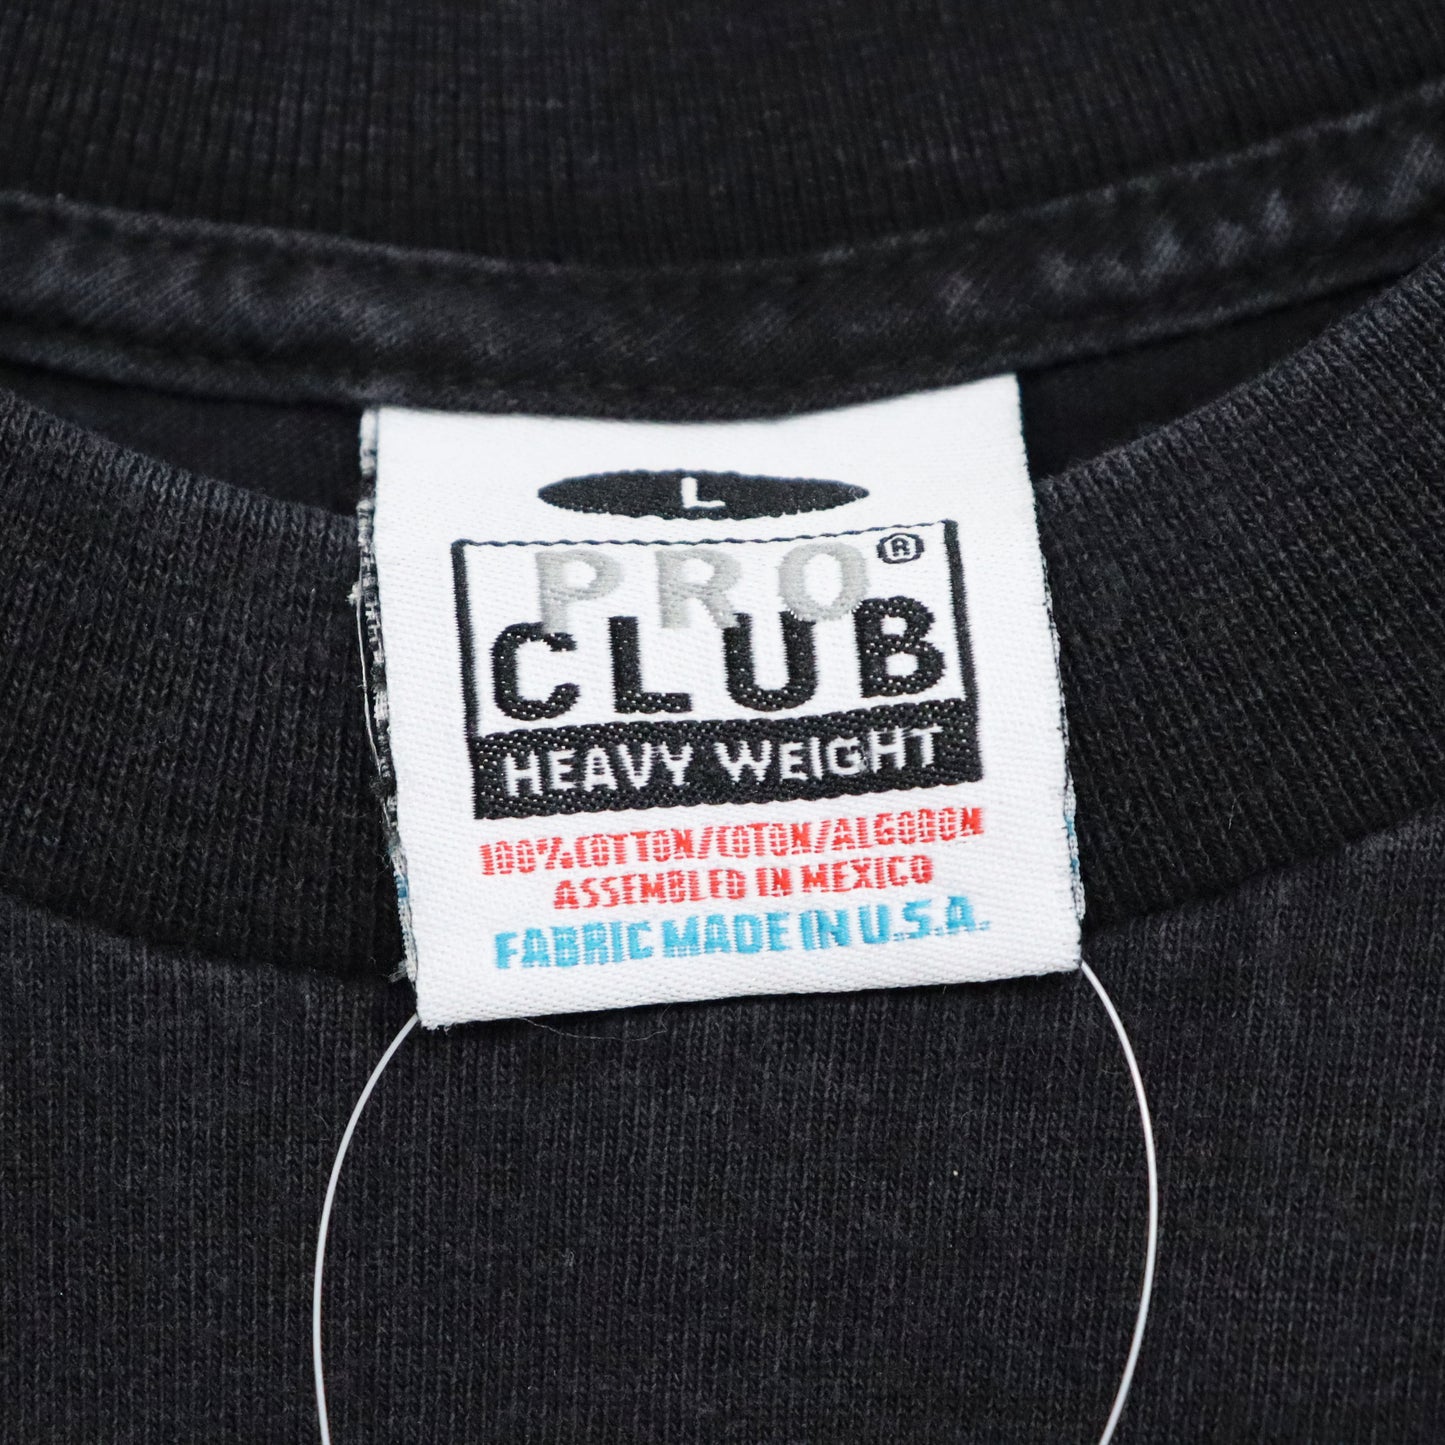 L
PRO®
CLUB
HEAVY WEIGHT
100%COTTON/COTON/ALGODON
ASSEMBLED IN MEXICO
FABRIC MADE IN U.S.A.